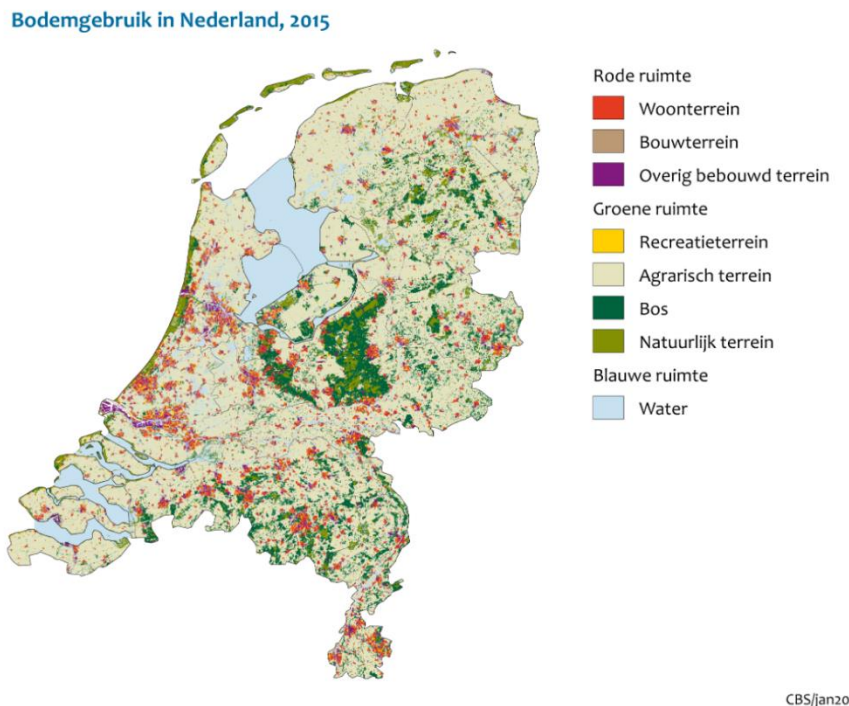 Bodemgebruik in Nederland, 2015
Rode ruimte
Woonterrein
Bouwterrein
Overig bebouwd terrein
Groene ruimte
Recreatieterrein
Agrarisch terrein
Bos
Natuurlijk terrein
Blauwe ruimte
Water
CBS/jan20